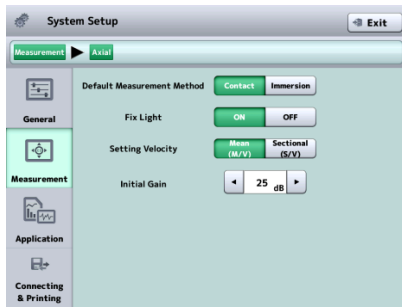 System Setup
Exit
Measurement ▶ Axial
General
Measurement
Application
Connecting
& Printing
Default Measurement Method
Contact
Immersion
Fix Light
ON
OFF
Setting Velocity
Mean
(M/V)
Sectional
(S/V)
Initial Gain
25 dB